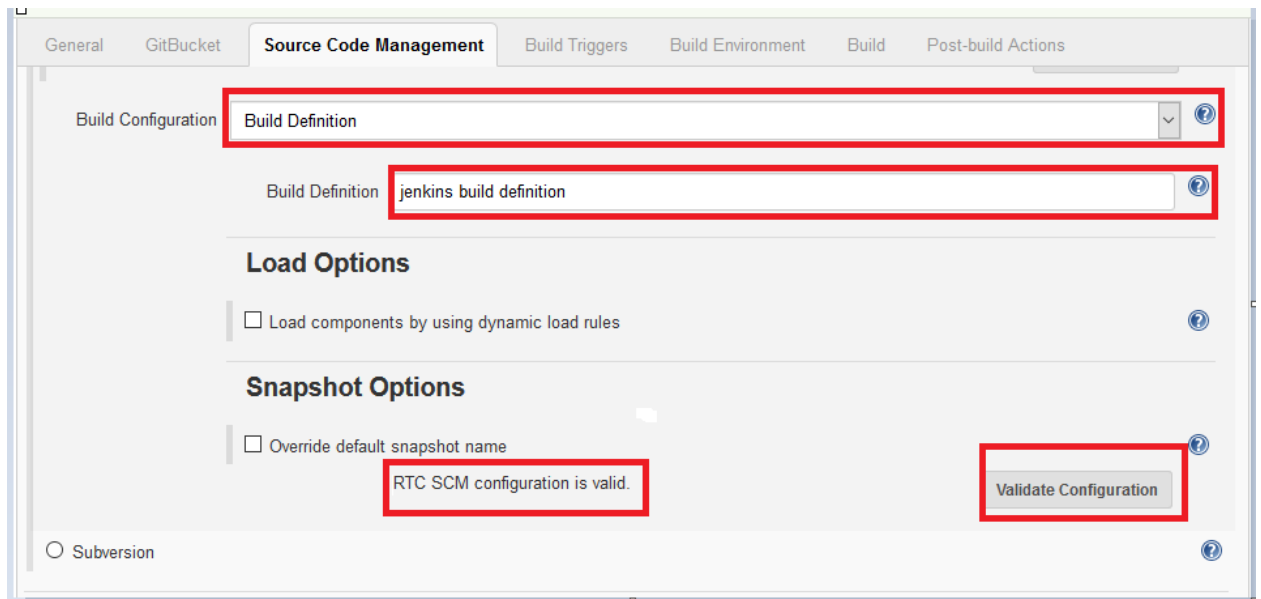 General GitBucket Source Code Management Build Triggers Build Environment Build Post-build Actions
Build Configuration Build Definition
Build Definition jenkins build definition
Load Options
Load components by using dynamic load rules
Snapshot Options
Override default snapshot name
RTC SCM configuration is valid.
Validate Configuration
Subversion